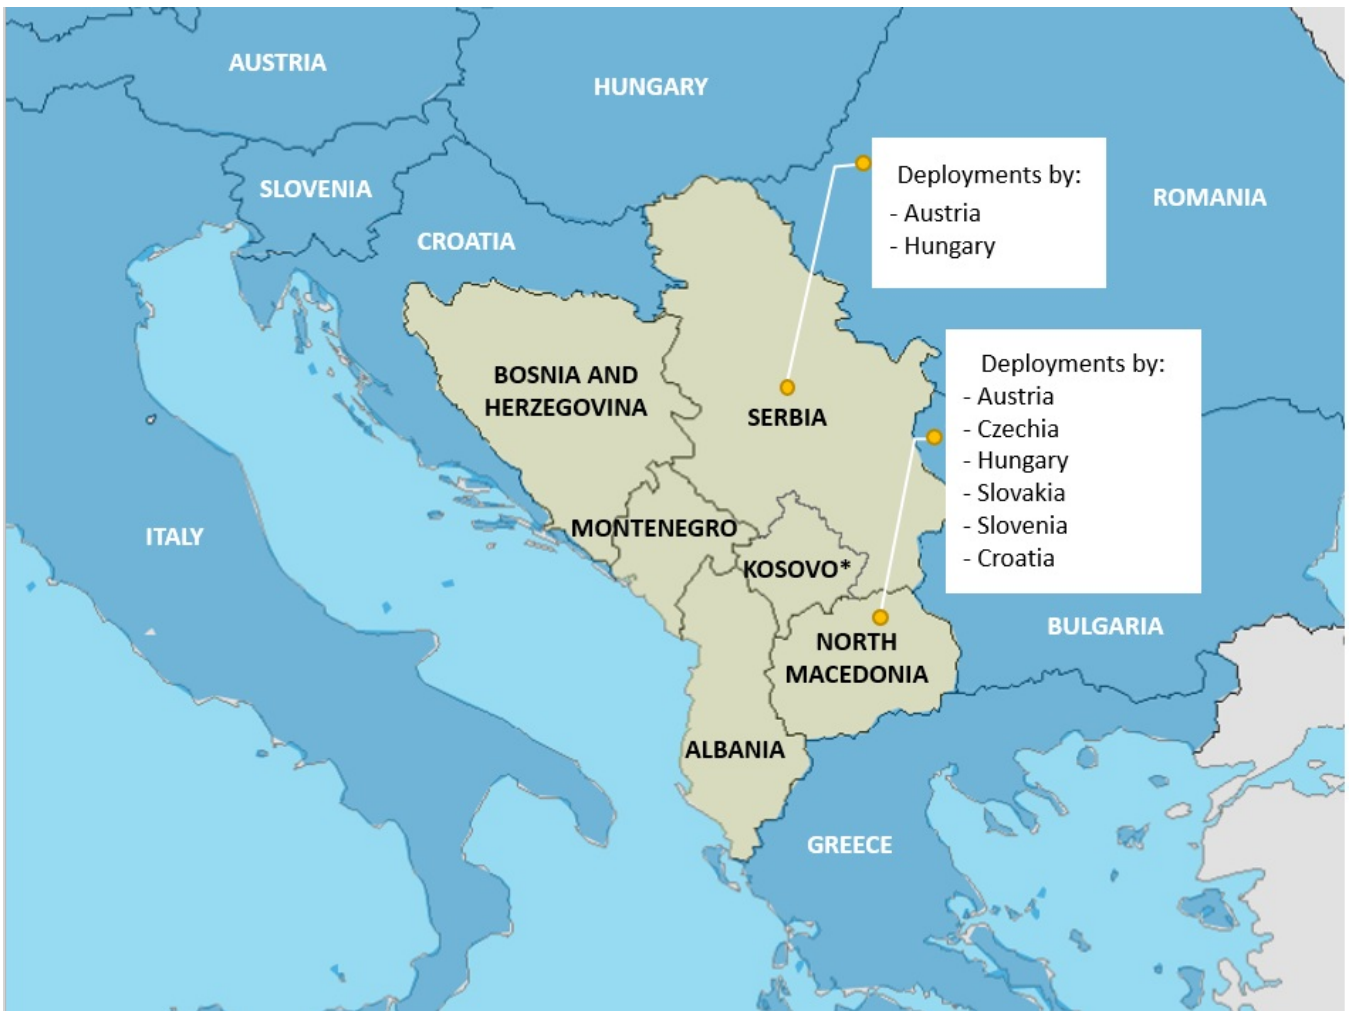 AUSTRIA
HUNGARY
SLOVENIA
CROATIA
ROMANIA
Deployments by:
- Austria
- Hungary
Deployments by:
- Austria
- Czechia
- Hungary
- Slovakia
- Slovenia
- Croatia
BOSNIA AND
HERZEGOVINA
SERBIA
ITALY
MONTENEGRO
KOSOVO*
NORTH
MACEDONIA
BULGARIA
ALBANIA
GREECE